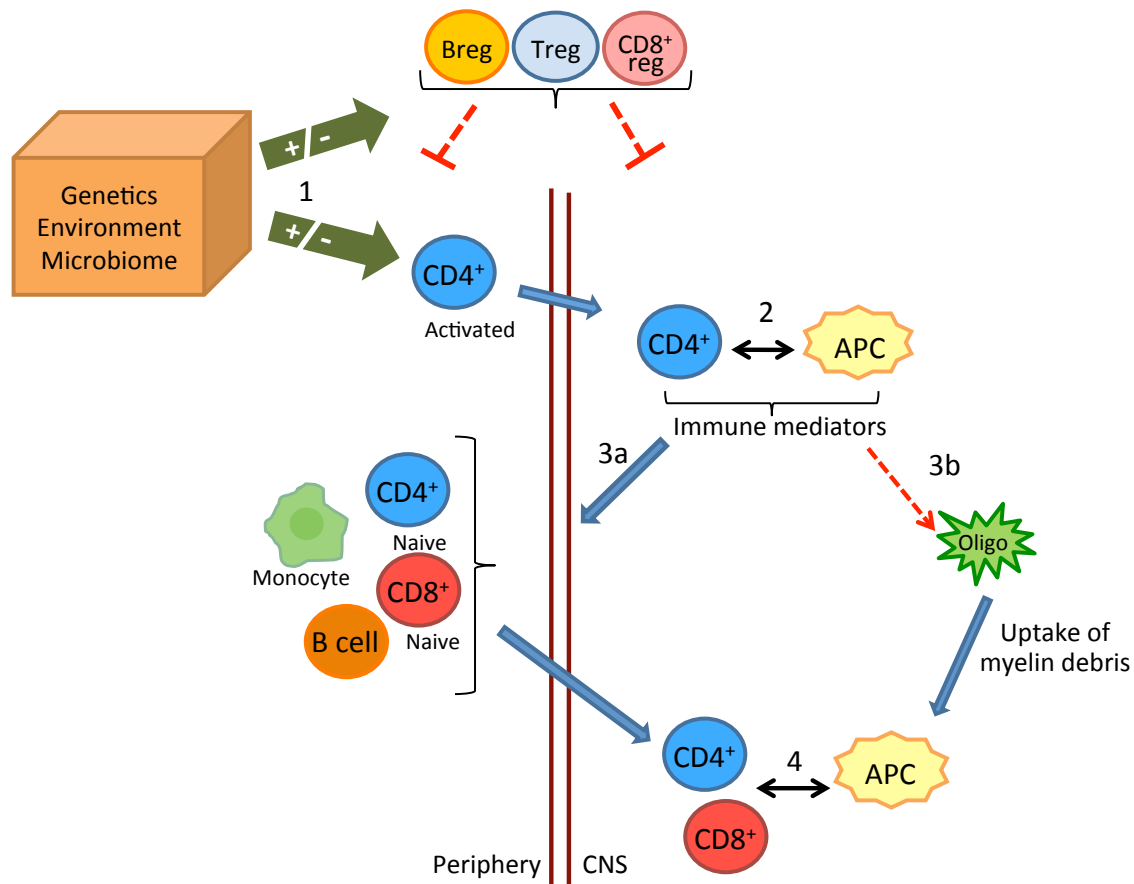 Breg
Treg
CD8⁺
reg
+ / -
1
+ / -
Genetics
Environment
Microbiome
CD4⁺
Activated
CD4⁺
2
APC
Immune mediators
3a
3b
CD4⁺
Naive
Monocyte
CD8⁺
Naive
B cell
Oligo
Uptake of
myelin debris
CD4⁺
4
APC
CD8⁺
Periphery
CNS